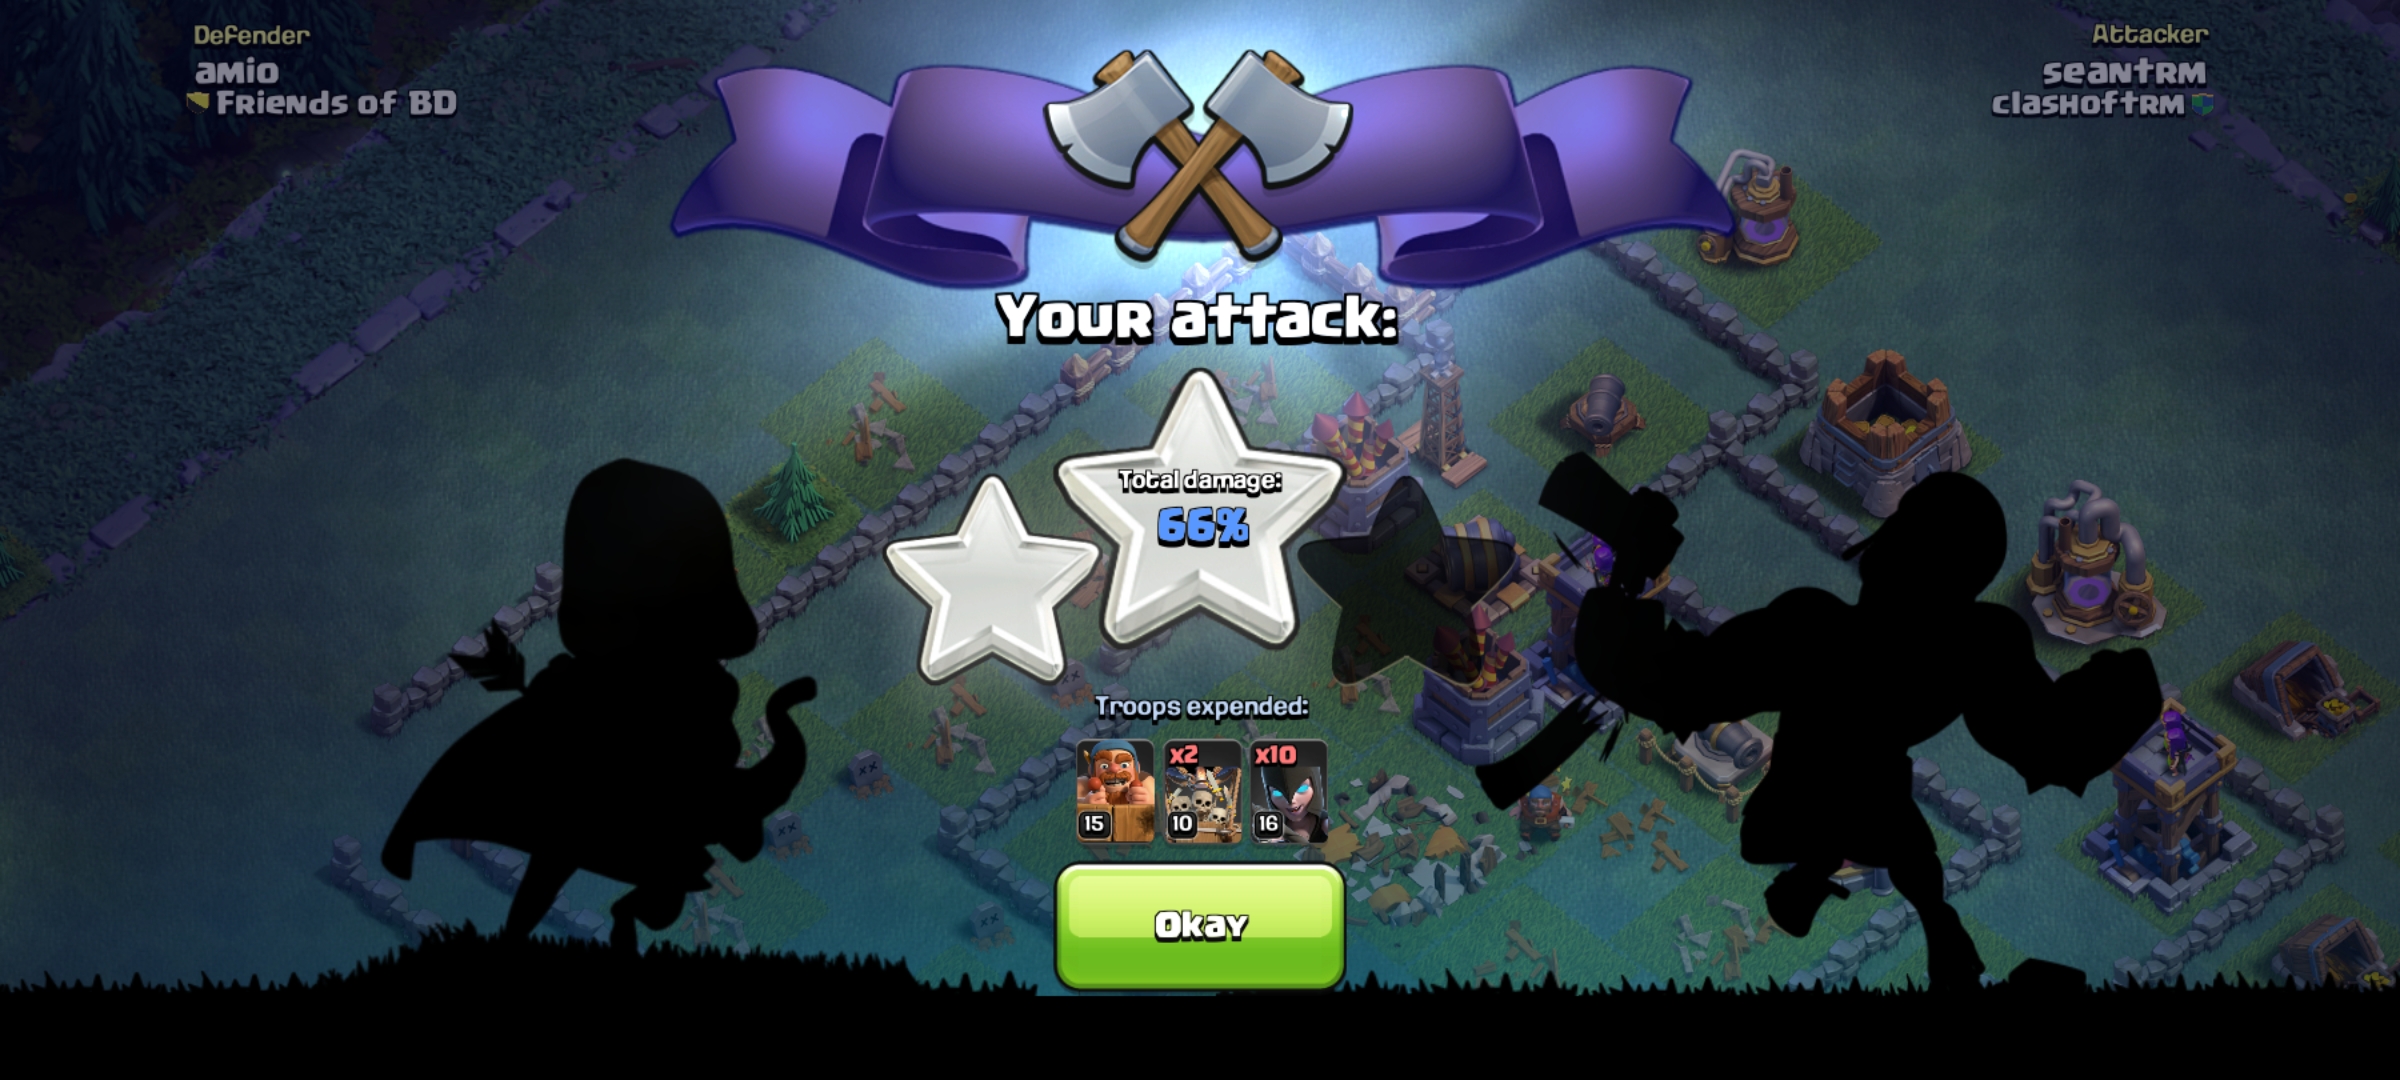 Defender
amio
Friends of BD
Attacker
seantRM
clashoftRM
Your attack:
Total damage:
66%
Troops expended:
x2
x10
15
10
16
Okay